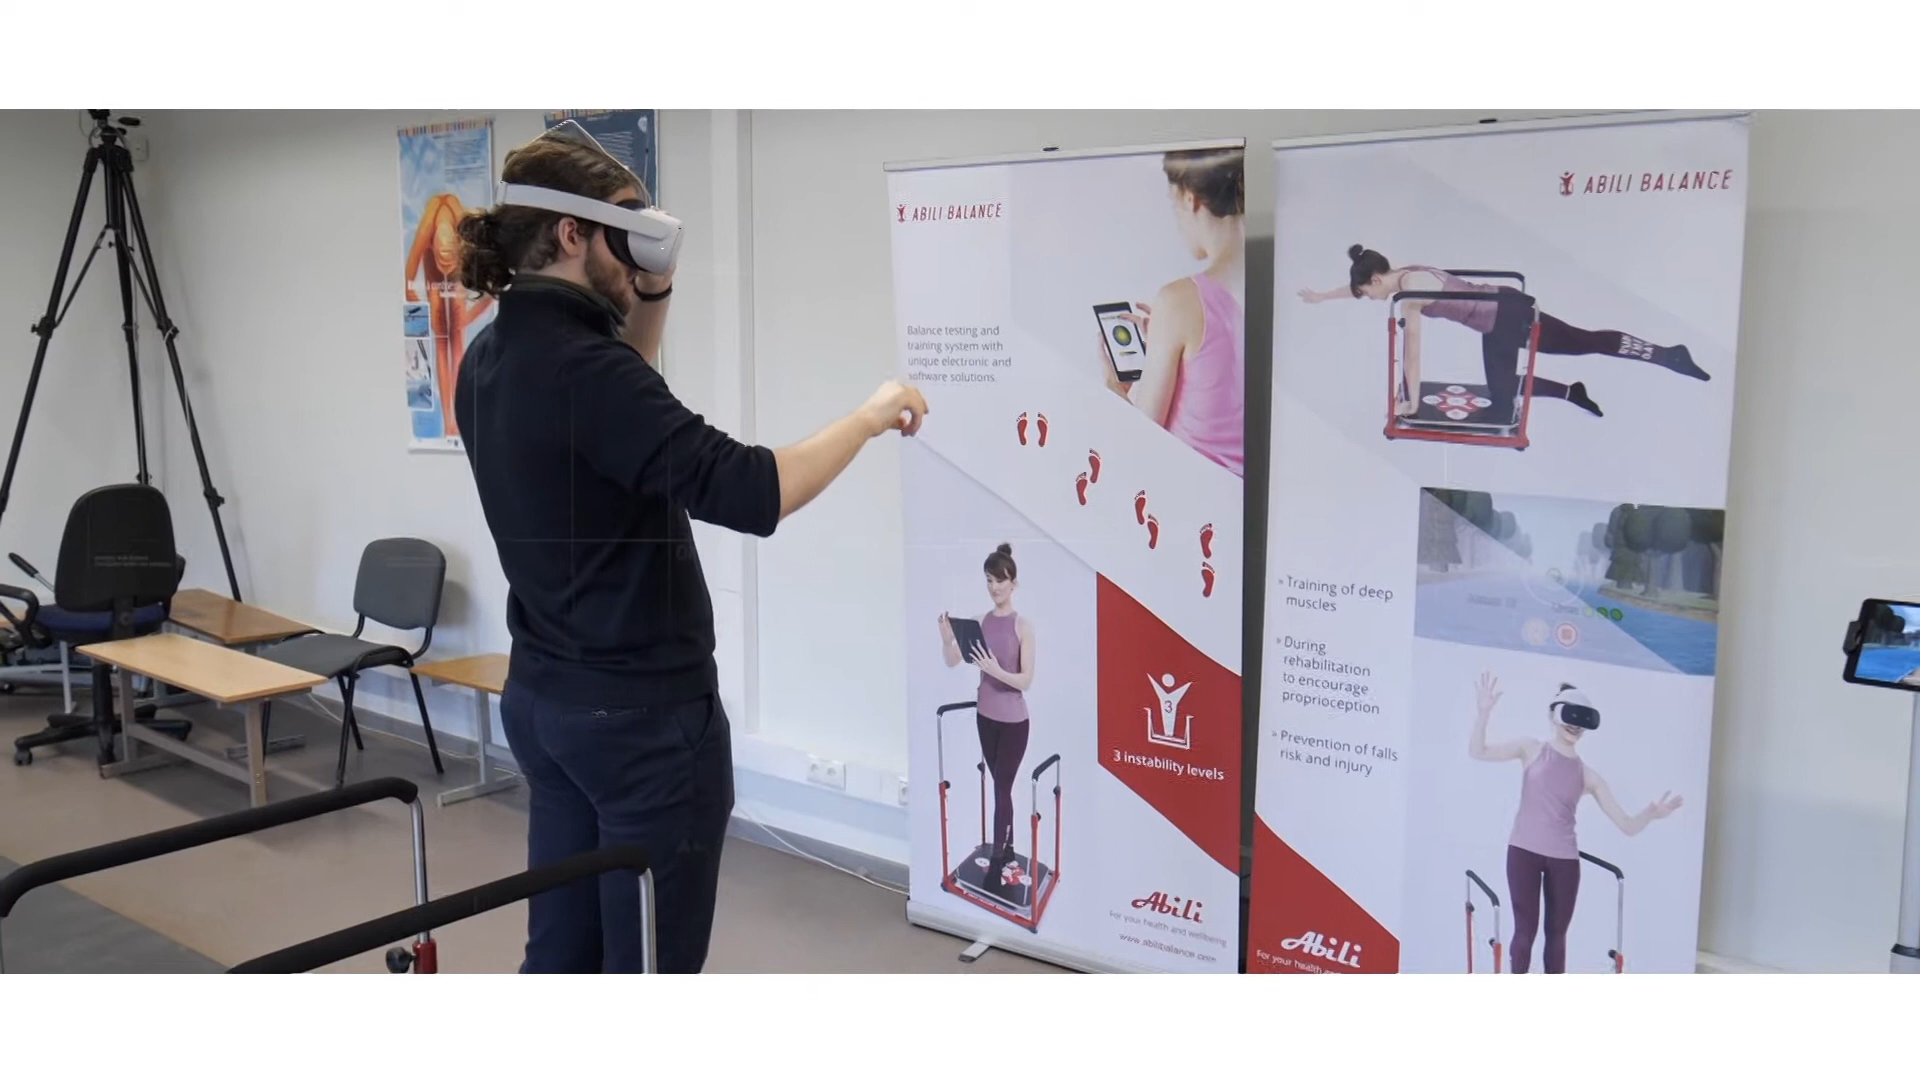 ABILI BALANCE
Balance testing and
training system with
unique electronic and
software solutions
3
3 instability levels
Abili
For your health and wellbeing
www.abilibalance.com
ABILI BALANCE
» Training of deep
muscles
» During
rehabilitation
to encourage
proprioception
» Prevention of falls
risk and injury
Abili
For your health and